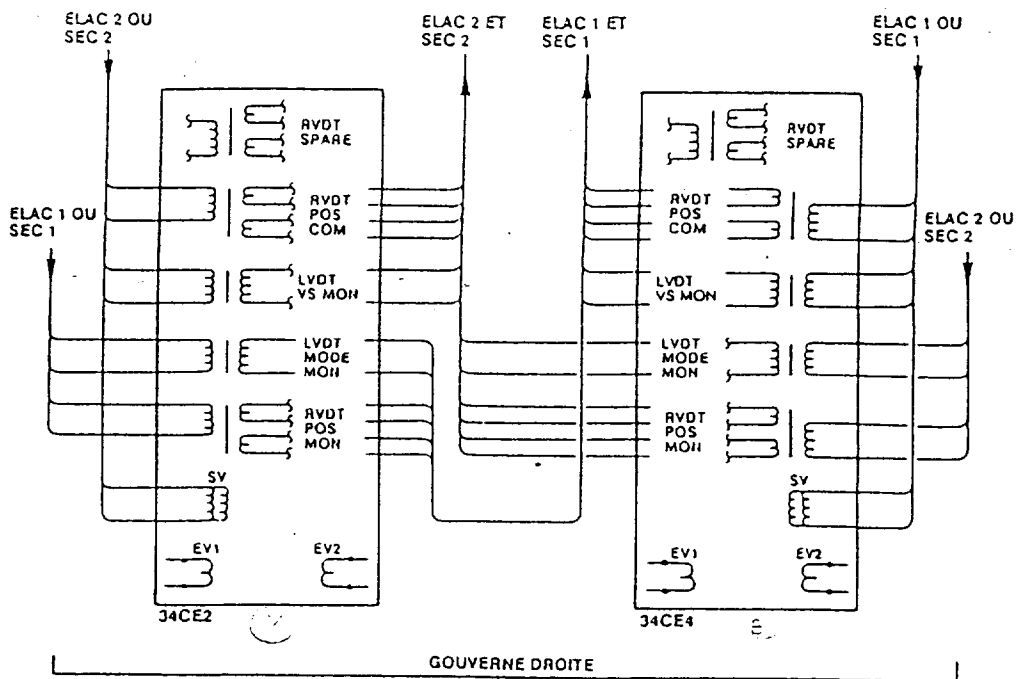 ELAC 2 OU
SEC 2
ELAC 2 ET
SEC 2
ELAC 1 ET
SEC 1
ELAC 1 OU
SEC 1
RVDT
SPARE
RVDT
SPARE
ELAC 1 OU
SEC 1
RVDT
POS
COM
RVDT
POS
COM
ELAC 2 OU
SEC 2
LVDT
VS MON
LVDT
VS MON
LVDT
MODE
MON
LVDT
MODE
MON
RVDT
POS
MON
RVDT
POS
MON
SV
SV
EV1
EV2
EV1
EV2
34CE2
34CE4
GOUVERNE DROITE